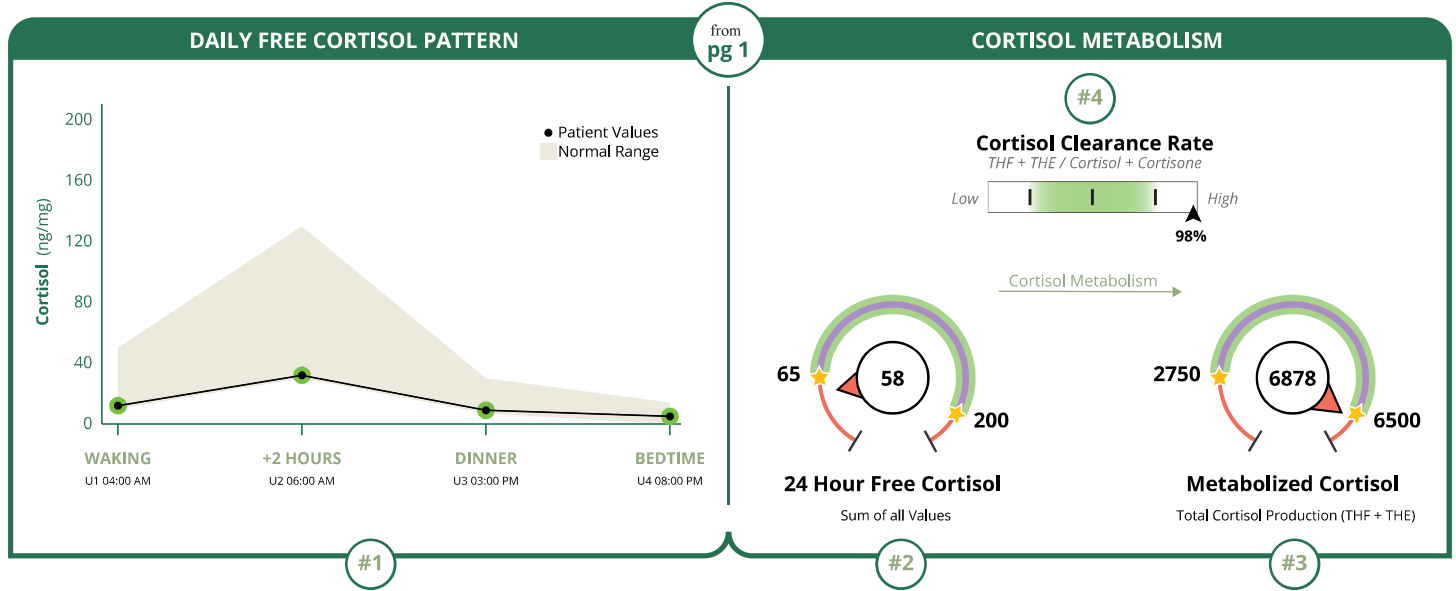 DAILY FREE CORTISOL PATTERN
from
pg 1
CORTISOL METABOLISM
200
160
120
80
40
0
Cortisol (ng/mg)
Patient Values
Normal Range
WAKING
U1 04:00 AM
+2 HOURS
U2 06:00 AM
DINNER
U3 03:00 PM
BEDTIME
U4 08:00 PM
#1
#4
Cortisol Clearance Rate
THF + THE / Cortisol + Cortisone
Low
High
98%
Cortisol Metabolism
65
58
200
24 Hour Free Cortisol
Sum of all Values
#2
2750
6878
6500
Metabolized Cortisol
Total Cortisol Production (THF + THE)
#3